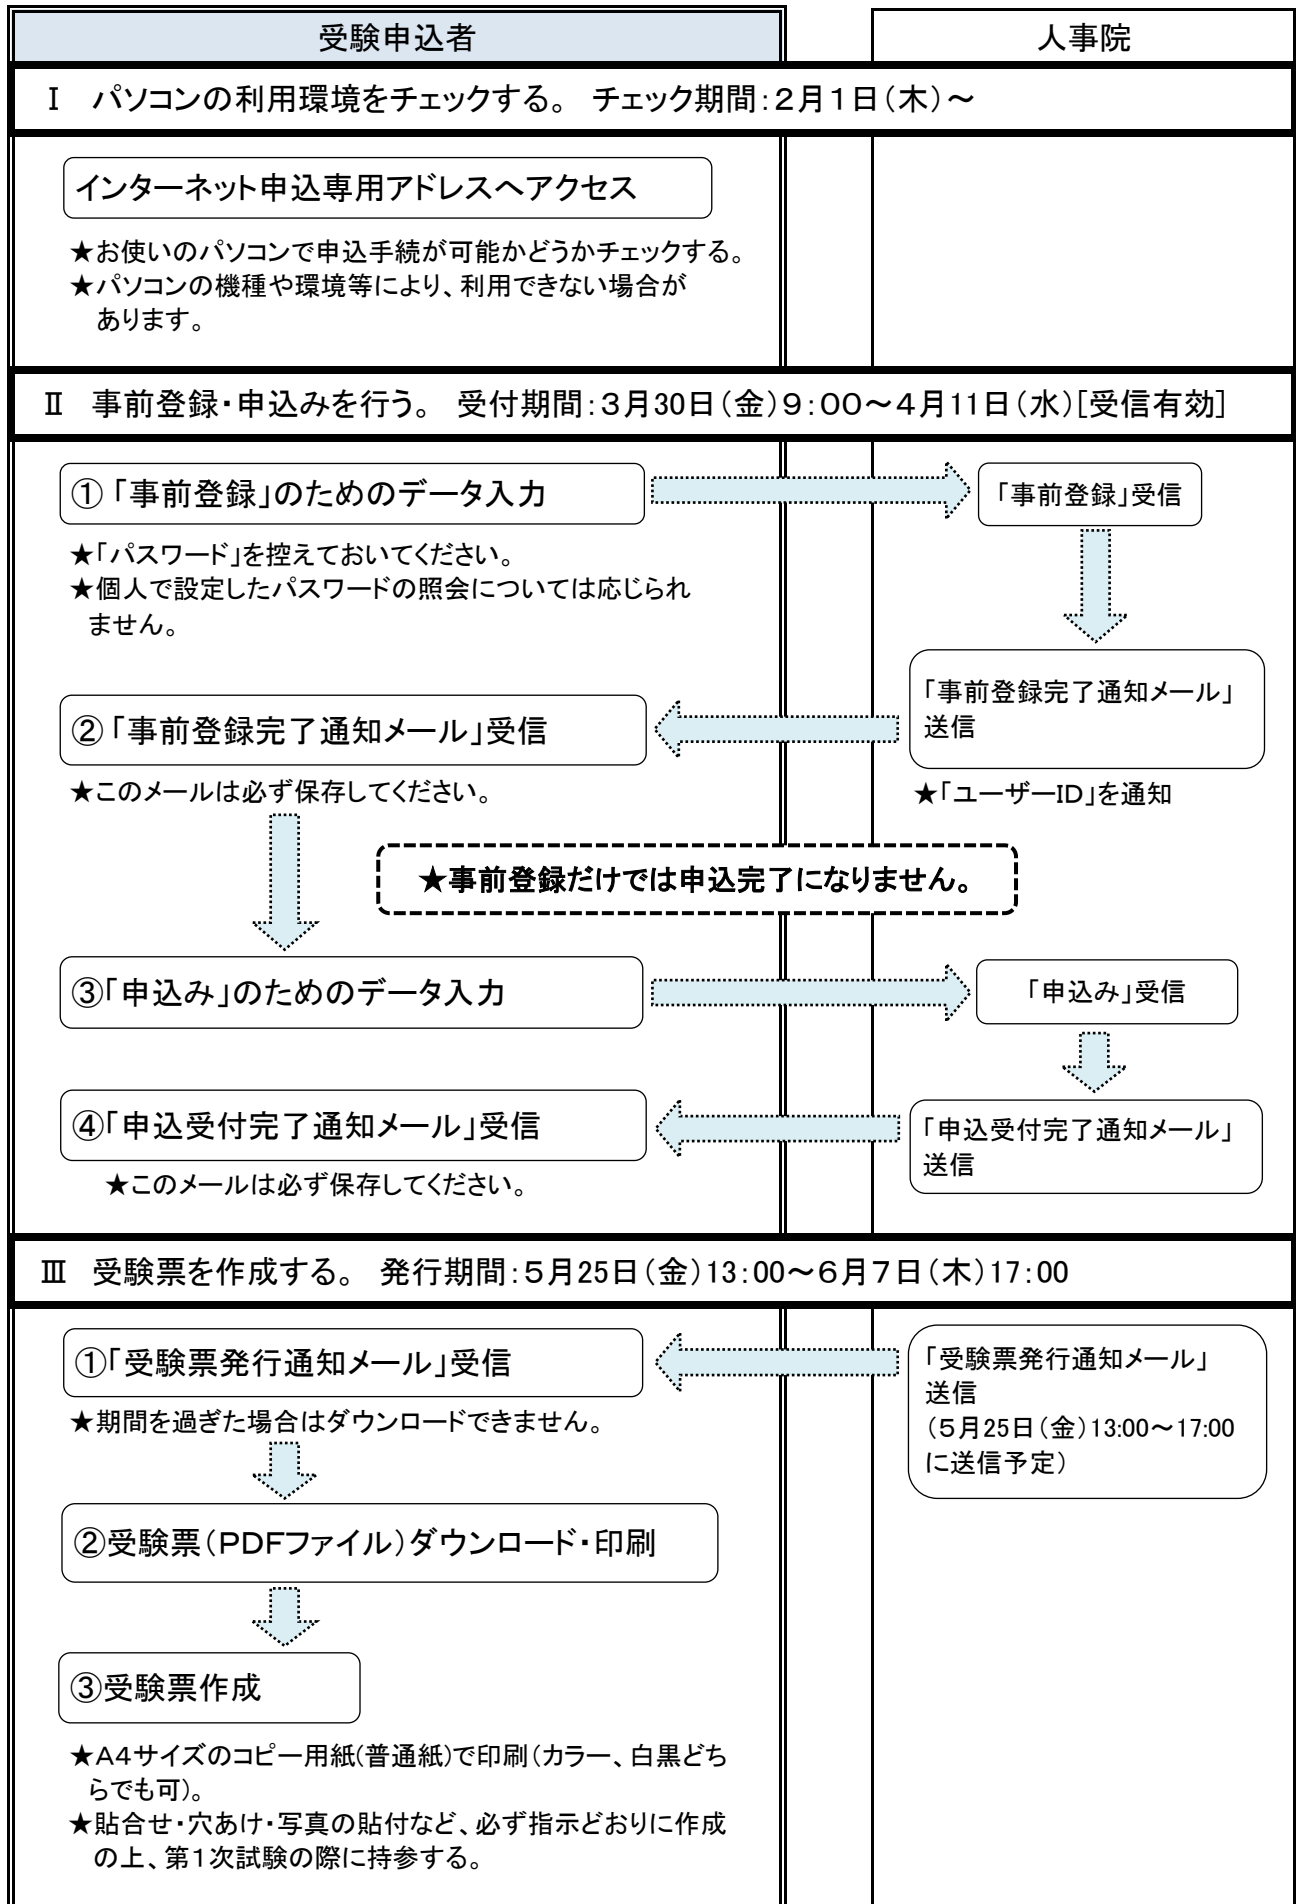 受験申込者
人事院
Ⅰ　パソコンの利用環境をチェックする。　チェック期間：２月１日（木）～
インターネット申込専用アドレスへアクセス
★お使いのパソコンで申込手続が可能かどうかチェックする。
★パソコンの機種や環境等により、利用できない場合が
あります。
Ⅱ　事前登録・申込みを行う。　受付期間：３月30日（金）９：００～４月11日（水）[受信有効]
①「事前登録」のためのデータ入力
「事前登録」受信
★「パスワード」を控えておいてください。
★個人で設定したパスワードの照会については応じられ
ません。
「事前登録完了通知メール」
送信
②「事前登録完了通知メール」受信
★このメールは必ず保存してください。
★「ユーザーID」を通知
★事前登録だけでは申込完了になりません。
③「申込み」のためのデータ入力
「申込み」受信
④「申込受付完了通知メール」受信
「申込受付完了通知メール」
送信
★このメールは必ず保存してください。
Ⅲ　受験票を作成する。　発行期間：５月25日（金）13：00～６月７日（木）17：00
①「受験票発行通知メール」受信
「受験票発行通知メール」
送信
（５月25日（金）13:00～17:00
に送信予定）
★期間を過ぎた場合はダウンロードできません。
②受験票（ＰＤＦファイル）ダウンロード・印刷
③受験票作成
★Ａ４サイズのコピー用紙(普通紙)で印刷（カラー、白黒どち
らでも可）。
★貼合せ・穴あけ・写真の貼付など、必ず指示どおりに作成
の上、第１次試験の際に持参する。